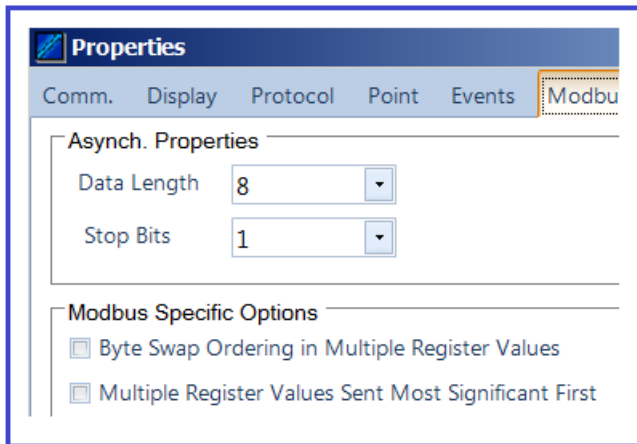 Properties
Comm. Display Protocol Point Events Modbu
Asynch. Properties
Data Length 8
Stop Bits 1
Modbus Specific Options
Byte Swap Ordering in Multiple Register Values
Multiple Register Values Sent Most Significant First